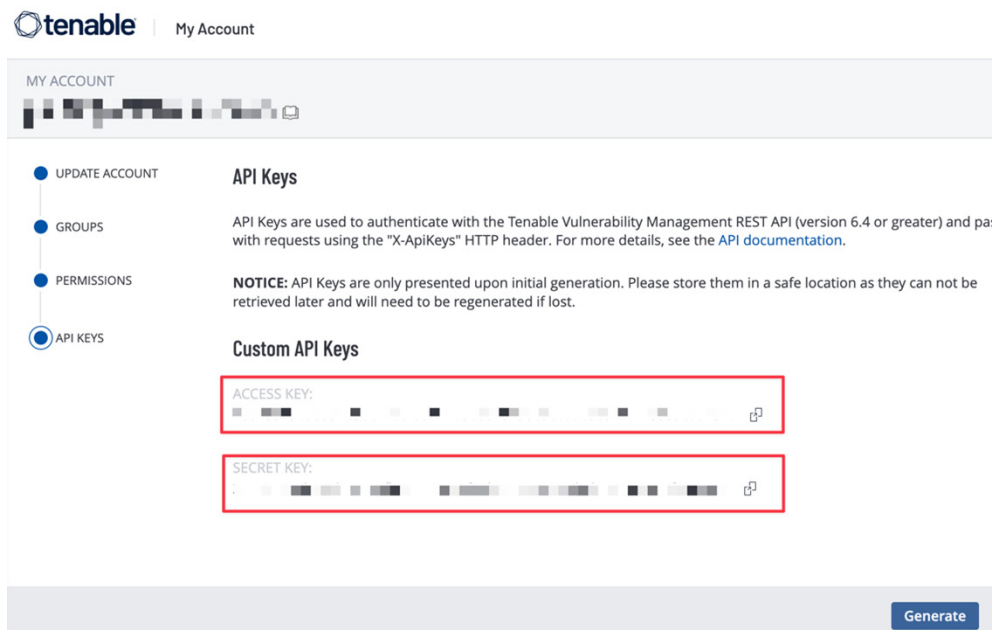 tenable
My Account
MY ACCOUNT
UPDATE ACCOUNT
GROUPS
PERMISSIONS
API KEYS
API Keys
API Keys are used to authenticate with the Tenable Vulnerability Management REST API (version 6.4 or greater) and
with requests using the "X-ApiKeys" HTTP header. For more details, see the API documentation.
NOTICE: API Keys are only presented upon initial generation. Please store them in a safe location as they can not be
retrieved later and will need to be regenerated if lost.
Custom API Keys
ACCESS KEY:
SECRET KEY:
Generate